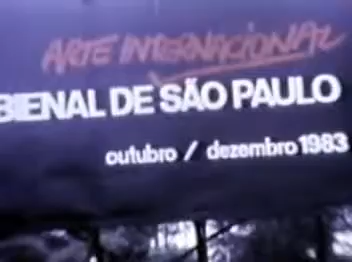 ARTE INTERNACIONAL
BIENAL DE SÃO PAULO
outubro / dezembro 1983